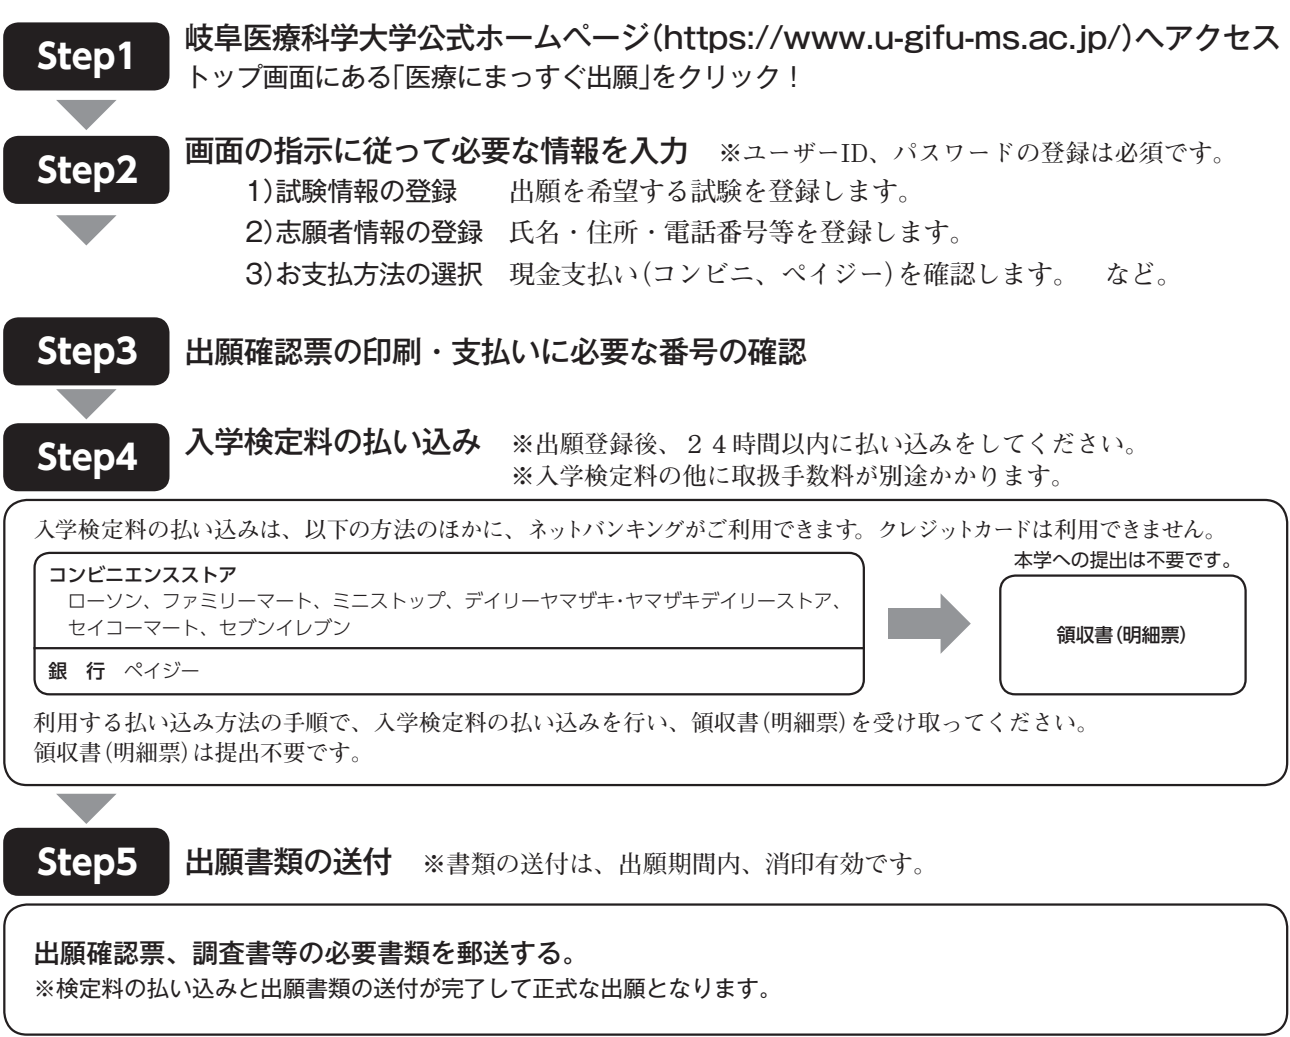 Step1
岐阜医療科学大学公式ホームページ(https://www.u-gifu-ms.ac.jp/)へアクセス
トップ画面にある「医療にまっすぐ出願」をクリック！
Step2
画面の指示に従って必要な情報を入力　※ユーザーID、パスワードの登録は必須です。
1)試験情報の登録　出願を希望する試験を登録します。
2)志願者情報の登録　氏名・住所・電話番号等を登録します。
3)お支払方法の選択　現金支払い(コンビニ、ペイジー)を確認します。　など。
Step3
出願確認票の印刷・支払いに必要な番号の確認
Step4
入学検定料の払い込み　※出願登録後、２４時間以内に払い込みをしてください。
※入学検定料の他に取扱手数料が別途かかります。
入学検定料の払い込みは、以下の方法のほかに、ネットバンキングがご利用できます。クレジットカードは利用できません。
コンビニエンスストア
ローソン、ファミリーマート、ミニストップ、デイリーヤマザキ・ヤマザキデイリーストア、
セイコーマート、セブンイレブン
銀　行　ペイジー
本学への提出は不要です。
領収書(明細票)
利用する払い込み方法の手順で、入学検定料の払い込みを行い、領収書(明細票)を受け取ってください。
領収書(明細票)は提出不要です。
Step5
出願書類の送付　※書類の送付は、出願期間内、消印有効です。
出願確認票、調査書等の必要書類を郵送する。
※検定料の払い込みと出願書類の送付が完了して正式な出願となります。